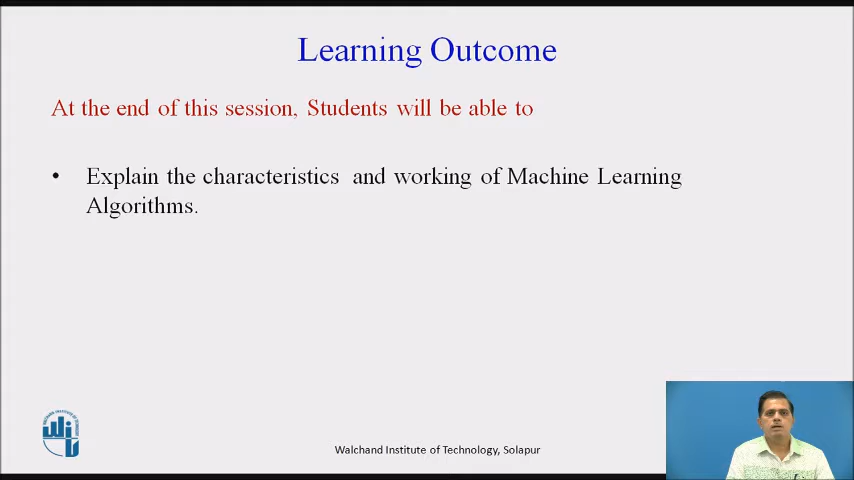 Learning Outcome
At the end of this session, Students will be able to
• Explain the characteristics and working of Machine Learning
Algorithms.
Walchand Institute of Technology, Solapur